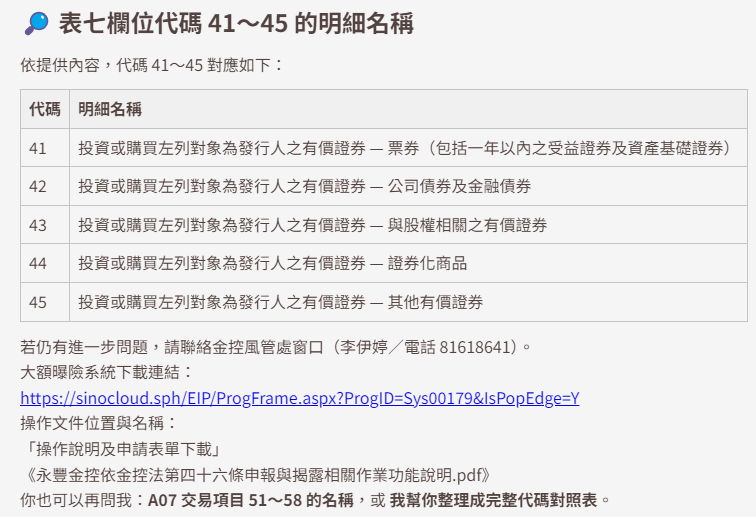 🔎 表七欄位代碼 41～45 的明細名稱
依提供內容，代碼 41～45 對應如下：
代碼 明細名稱
41 投資或購買左列對象為發行人之有價證券 — 票券（包括一年以內之受益證券及資產基礎證券）
42 投資或購買左列對象為發行人之有價證券 — 公司債券及金融債券
43 投資或購買左列對象為發行人之有價證券 — 與股權相關之有價證券
44 投資或購買左列對象為發行人之有價證券 — 證券化商品
45 投資或購買左列對象為發行人之有價證券 — 其他有價證券
若仍有進一步問題，請聯絡金控風管處窗口（李伊婷／電話 81618641）。
大額曝險系統下載連結：
https://sinocloud.sph/EIP/ProgFrame.aspx?ProgID=Sys00179&IsPopEdge=Y
操作文件位置與名稱：
「操作說明及申請表單下載」
《永豐金控依金控法第四十六條申報與揭露相關作業功能說明.pdf》
你也可以再問我：A07 交易項目 51～58 的名稱，或 我幫你整理成完整代碼對照表。